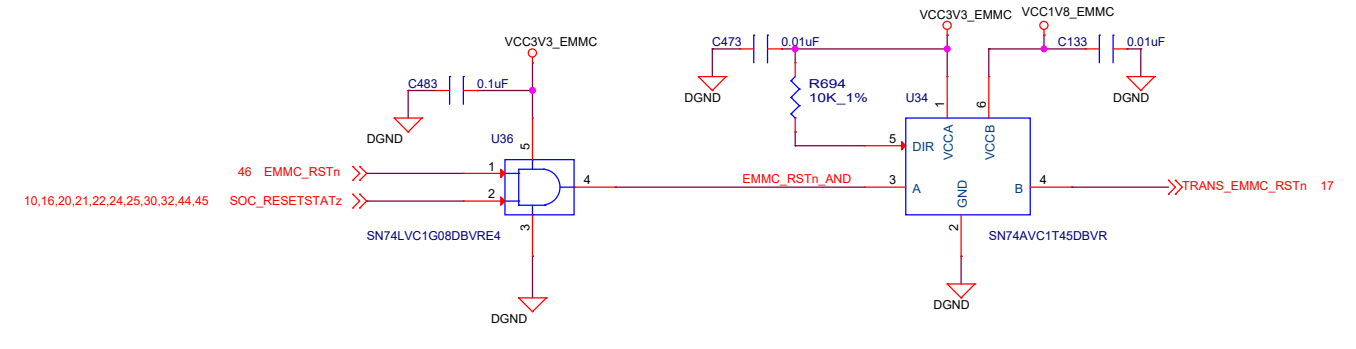 VCC3V3_EMMC VCC1V8_EMMC
C473 0.01uF C133 0.01uF
VCC3V3_EMMC
C483 0.1uF
R694
10K_1%
DGND DGND
U34
1 6
DGND
U36
5
5 DIR VCCA VCCB
46 EMMC_RSTn 1
4 EMMC_RSTn_AND 3 A GND B 4 TRANS_EMMC_RSTn 17
10,16,20,21,22,24,25,30,32,44,45 SOC_RESETSTATz 2
3 2
SN74LVC1G08DBVRE4 SN74AVC1T45DBVR
DGND
DGND